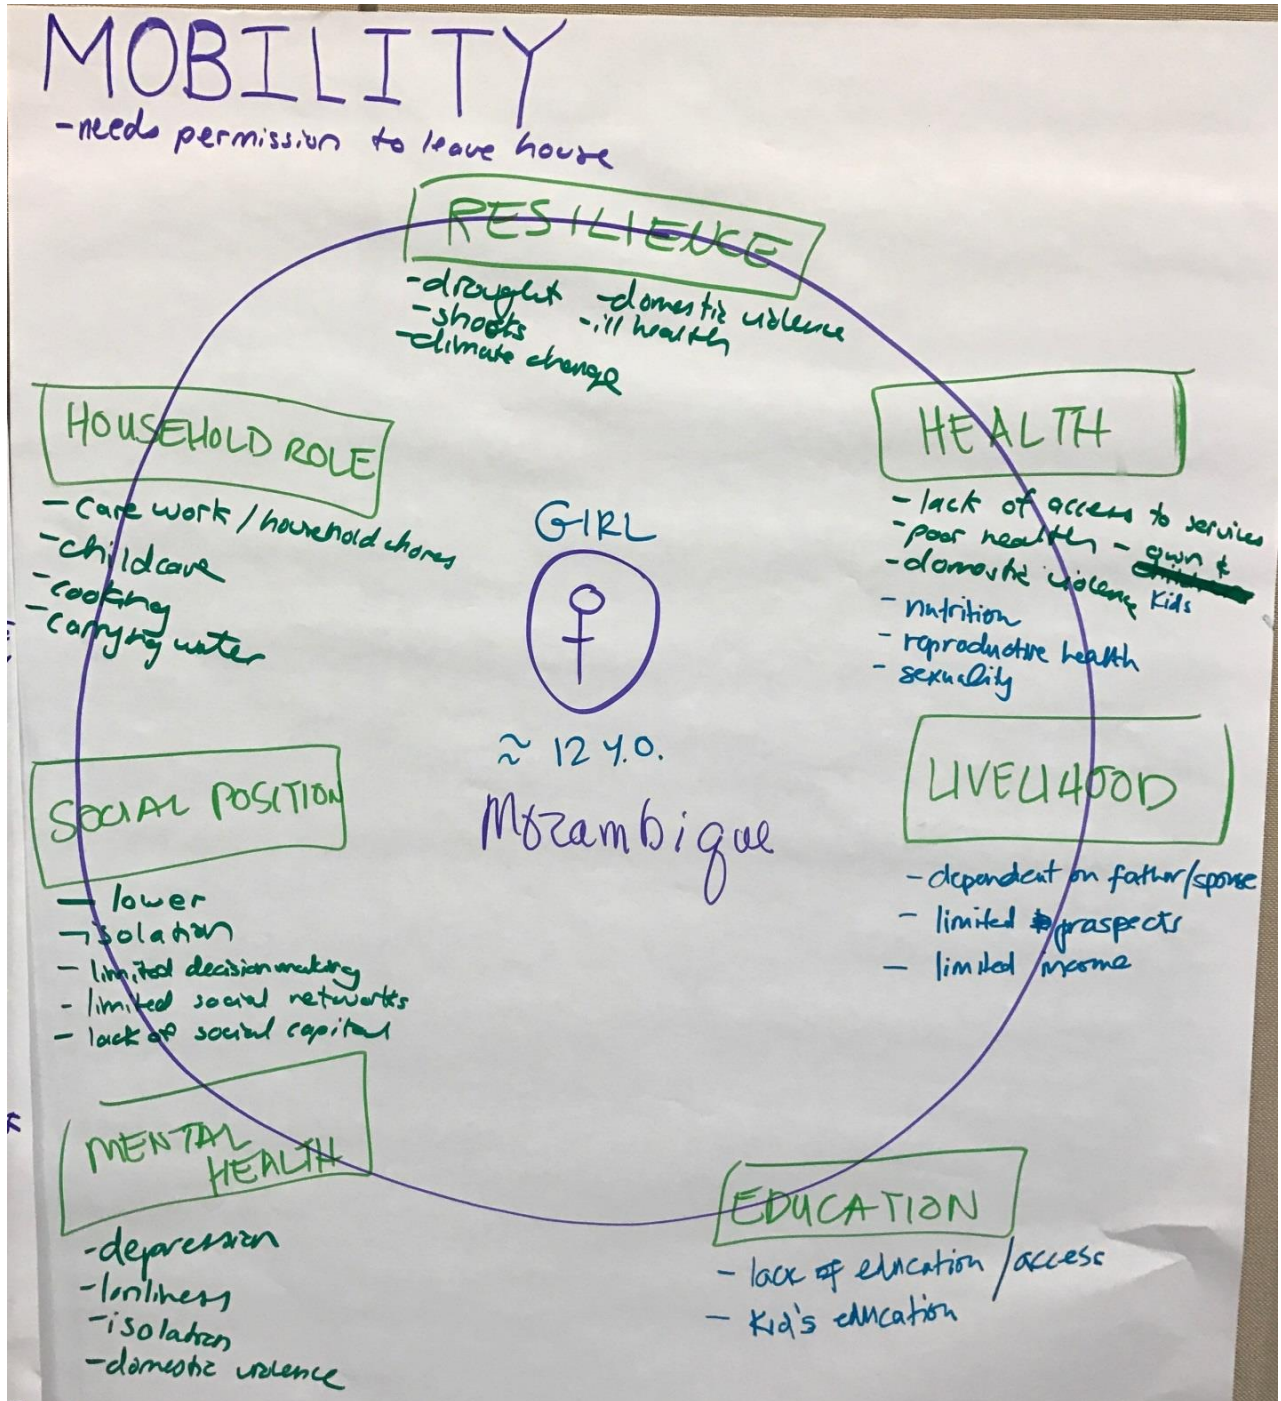 MOBILITY
-needs permission to leave house
RESILIENCE
-drought -domestic violence
-shocks -ill health
-climate change
HOUSEHOLD ROLE
- care work / household chores
- childcare
- cooking
- carrying water
HEALTH
- lack of access to services
- poor health - own &
kids
- domestic violence
- nutrition
- reproductive health
- sexuality
GIRL
≈ 12 Y.O.
Mozambique
SOCIAL POSITION
- lower
- isolation
- limited decision making
- limited social networks
- lack of social capital
LIVELIHOOD
- dependent on father/sponse
- limited prospects
- limited income
MENTAL
HEALTH
- depression
- lonliness
- isolation
- domestic violence
EDUCATION
- lack of education / access
- Kid's education